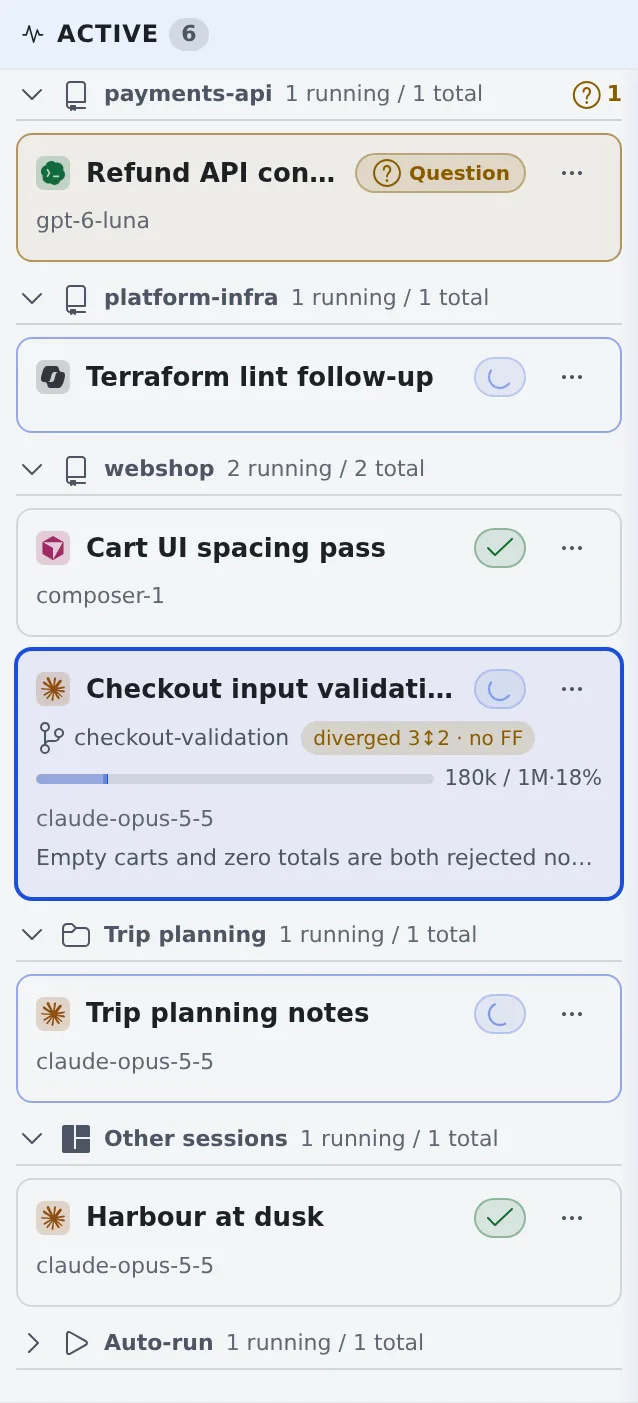 ACTIVE 6
payments-api 1 running / 1 total ? 1
Refund API con... ? Question ...
gpt-6-luna
platform-infra 1 running / 1 total
Terraform lint follow-up ...
webshop 2 running / 2 total
Cart UI spacing pass ...
composer-1
Checkout input validati... ...
checkout-validation diverged 3↕2 · no FF
180k / 1M·18%
claude-opus-5-5
Empty carts and zero totals are both rejected no...
Trip planning 1 running / 1 total
Trip planning notes ...
claude-opus-5-5
Other sessions 1 running / 1 total
Harbour at dusk ...
claude-opus-5-5
Auto-run 1 running / 1 total